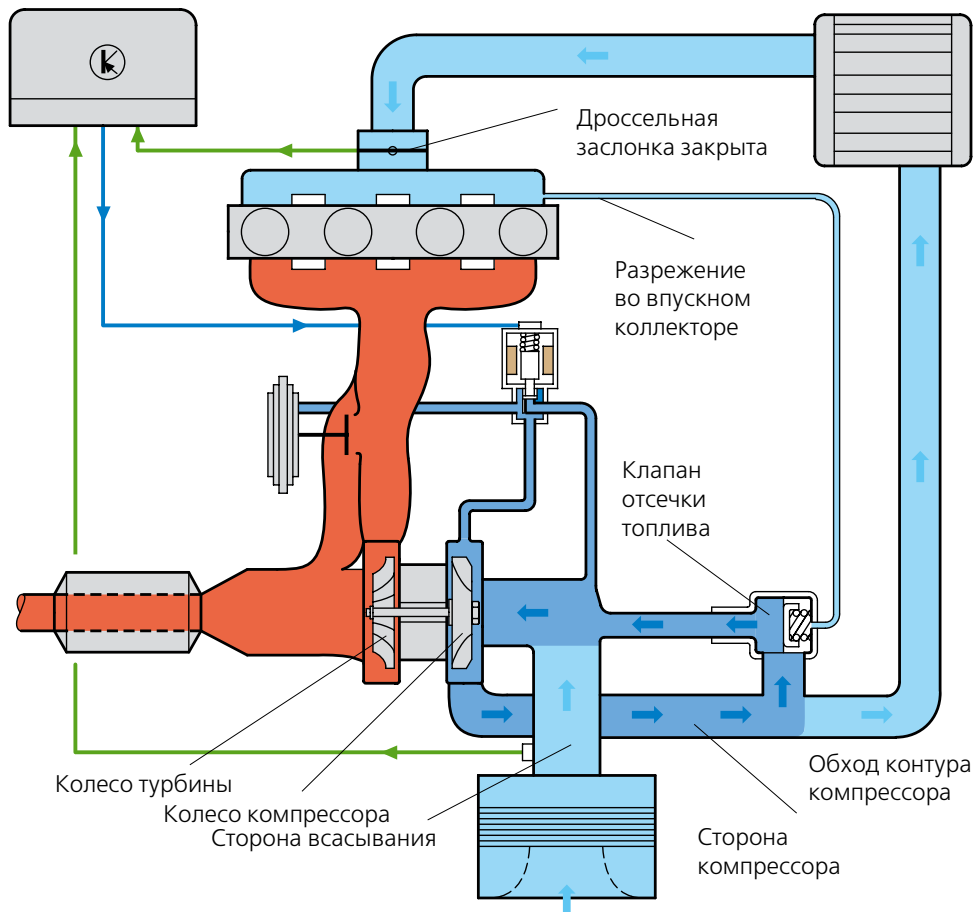 Дроссельная
заслонка закрыта
Разрежение
во впускном
коллекторе
Клапан
отсечки
топлива
Колесо турбины
Колесо компрессора
Сторона всасывания
Обход контура
компрессора
Сторона
компрессора